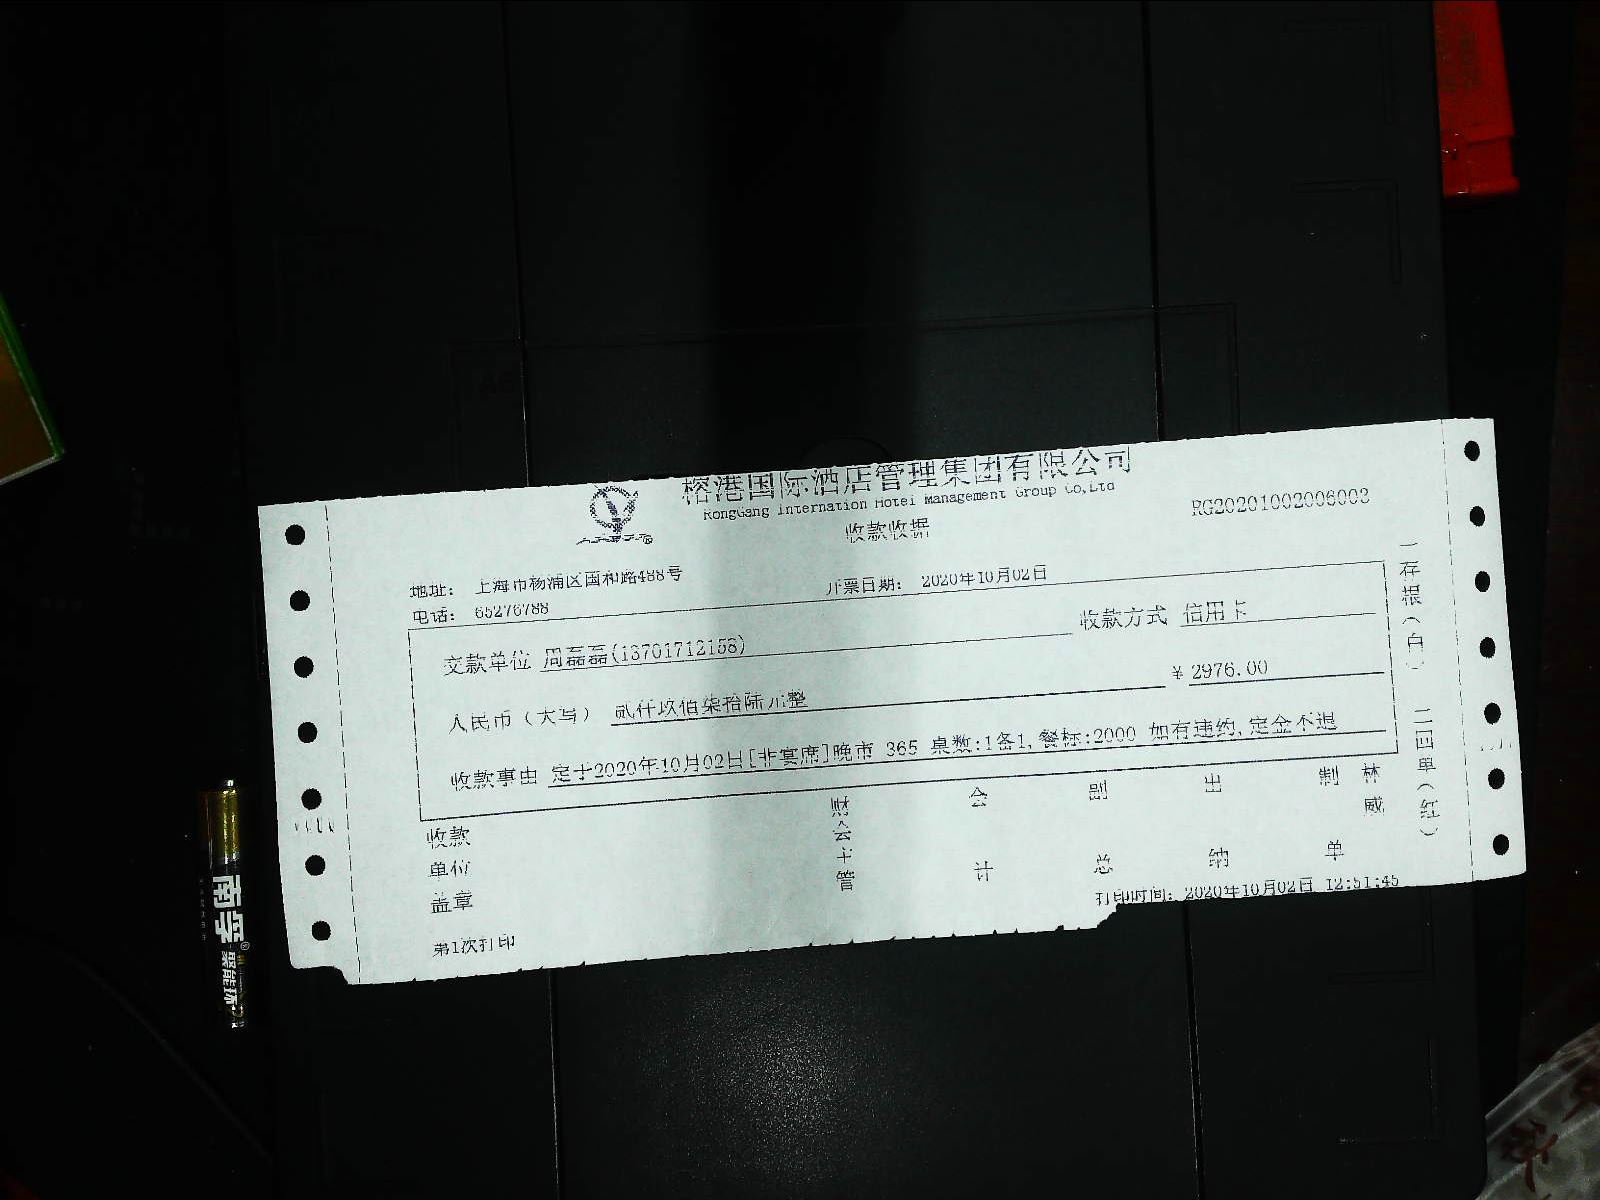 榕港国际酒店管理集团有限公司
RongGang Internation Hotel Management Group Co,Ltd
RG20201002006003
收款收据
地址： 上海市杨浦区国和路488号
开票日期： 2020年10月02日
电话： 65276788
交款单位 周磊磊(13701712158)
收款方式 信用卡
人民币（大写） 贰仟玖佰柒拾陆元整
¥ 2976.00
收款事由 定于2020年10月02日[非宴席]晚市 365 桌数:1备1,餐标:2000 如有违约,定金不退
收款单位盖章
财会主管
会计
副总
出纳
制单
林威
打印时间: 2020年10月02日 12:51:45
第1次打印
一存根（白） 二回单（红）
南孚
聚能环